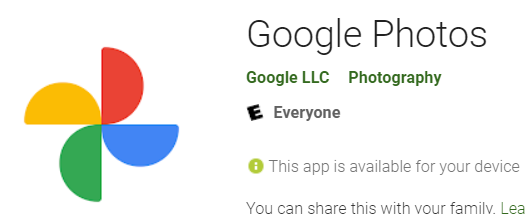 Google Photos
Google LLC Photography
E Everyone
This app is available for your device
You can share this with your family. Lea